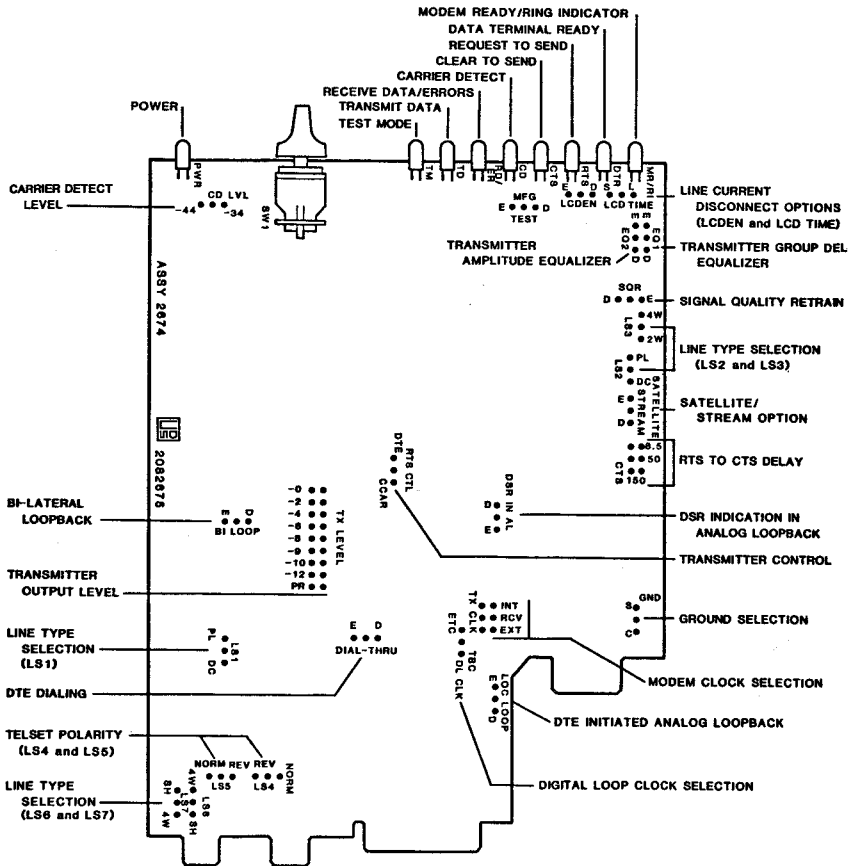 MODEM READY/RING INDICATOR
DATA TERMINAL READY
REQUEST TO SEND
CLEAR TO SEND
CARRIER DETECT
RECEIVE DATA/ERRORS
TRANSMIT DATA
TEST MODE
POWER
PWR
TM
TD
RD/
ER
CD
CTS
RTS
DTR
MR/RI
CARRIER DETECT
LEVEL
CD LVL
-44
-34
SW1
MFG
E D
TEST
E D
LCDEN
S L
LCD TIME
LINE CURRENT
DISCONNECT OPTIONS
(LCDEN and LCD TIME)
TRANSMITTER
AMPLITUDE EQUALIZER
E E
EQ2
EQ1
D D
TRANSMITTER GROUP DEL
EQUALIZER
ASSY 2674
SQR
D E
SIGNAL QUALITY RETRAIN
4W
LS3
2W
LINE TYPE SELECTION
(LS2 and LS3)
PL
LS2
DC
SATELLITE
STREAM
E
D
SATELLITE/
STREAM OPTION
8.5
50
150
CTS
RTS TO CTS DELAY
UDS
2082675
DTE
RTS CTL
CCAR
BI-LATERAL
LOOPBACK
E D
BI LOOP
-0
-2
-4
-6
-8
-9
-10
-12
PR
TX LEVEL
DSR IN AL
D
E
DSR INDICATION IN
ANALOG LOOPBACK
TRANSMITTER CONTROL
TRANSMITTER
OUTPUT LEVEL
TX CLK
INT
RCV
EXT
GND
S
C
GROUND SELECTION
LINE TYPE
SELECTION
(LS1)
PL
LS1
DC
E D
DIAL-THRU
ETC
TBC
DL CLK
MODEM CLOCK SELECTION
DTE DIALING
LOC LOOP
E
D
DTE INITIATED ANALOG LOOPBACK
TELSET POLARITY
(LS4 and LS5)
NORM REV
LS5
REV
LS4
NORM
DIGITAL LOOP CLOCK SELECTION
LINE TYPE
SELECTION
(LS6 and LS7)
SH
LS7
4W
4W
LS6
SH